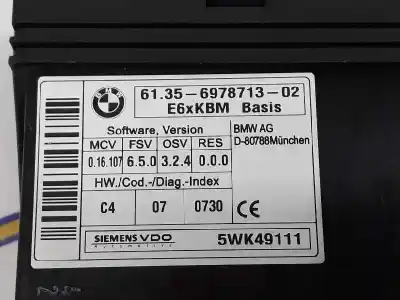 BMW
61.35-6978713-02
E6xKBM Basis
Software, Version
MCV FSV OSV RES
0.16.107 6.5.0 3.2.4 0.0.0
BMW AG
D-80788München
HW./Cod.-/Diag.-Index
C4 07 0730
CE
SIEMENS VDO
Automotive
5WK49111